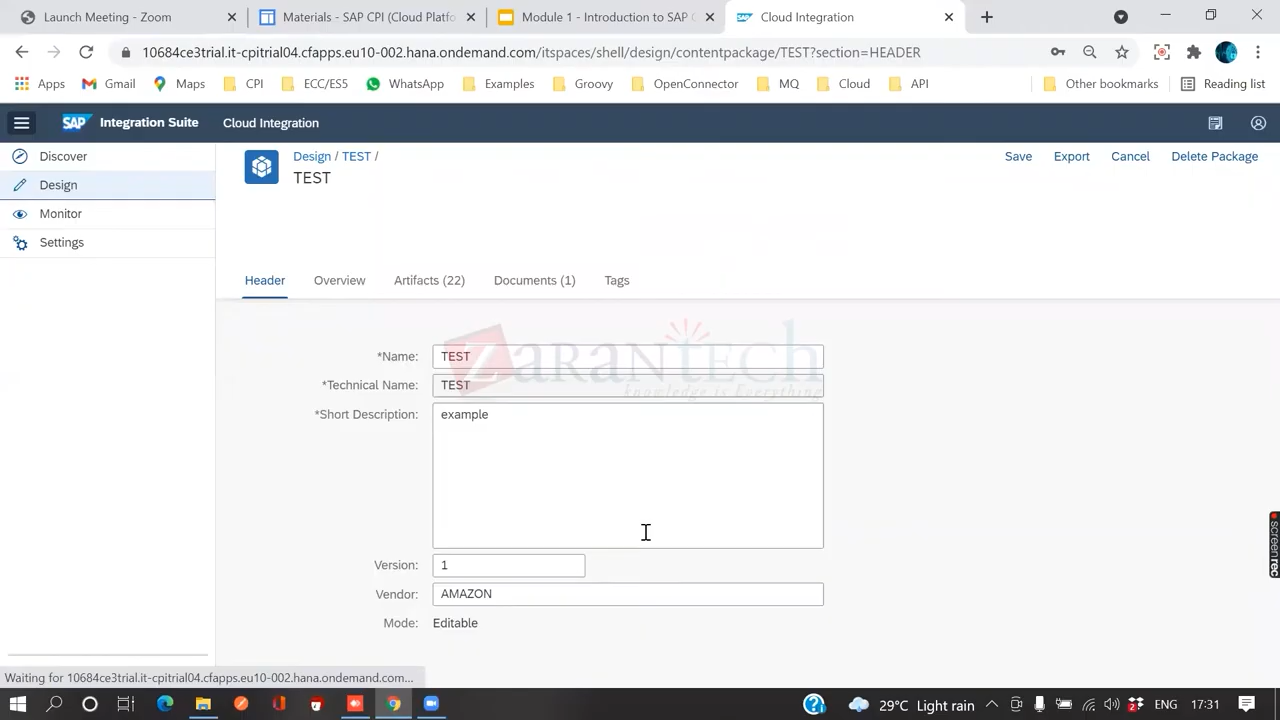 Launch Meeting - Zoom
Materials - SAP CPI (Cloud Platfo
Module 1 - Introduction to SAP C
Cloud Integration
10684ce3trial.it-cpitrial04.cfapps.eu10-002.hana.ondemand.com/itspaces/shell/design/contentpackage/TEST?section=HEADER
Apps Gmail Maps CPI ECC/ES5 WhatsApp Examples Groovy OpenConnector MQ Cloud API Other bookmarks Reading list
SAP Integration Suite Cloud Integration
Discover
Design
Monitor
Settings
Design / TEST /
TEST
Save Export Cancel Delete Package
Header Overview Artifacts (22) Documents (1) Tags
ZARANTECH
knowledge is Everything
*Name: TEST
*Technical Name: TEST
*Short Description: example
Version: 1
Vendor: AMAZON
Mode: Editable
screenrec
Waiting for 10684ce3trial.it-cpitrial04.cfapps.eu10-002.hana.ondemand.com...
29°C Light rain ENG 17:31